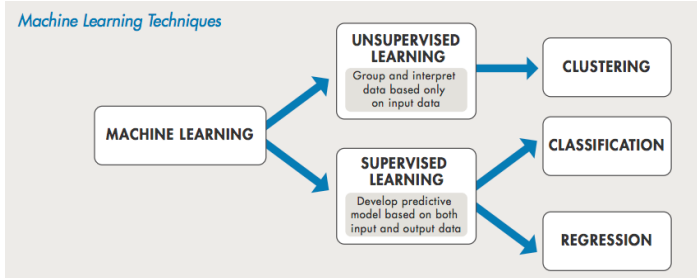 Machine Learning Techniques
UNSUPERVISED
LEARNING
Group and interpret
data based only
on input data
CLUSTERING
MACHINE LEARNING
SUPERVISED
LEARNING
Develop predictive
model based on both
input and output data
CLASSIFICATION
REGRESSION